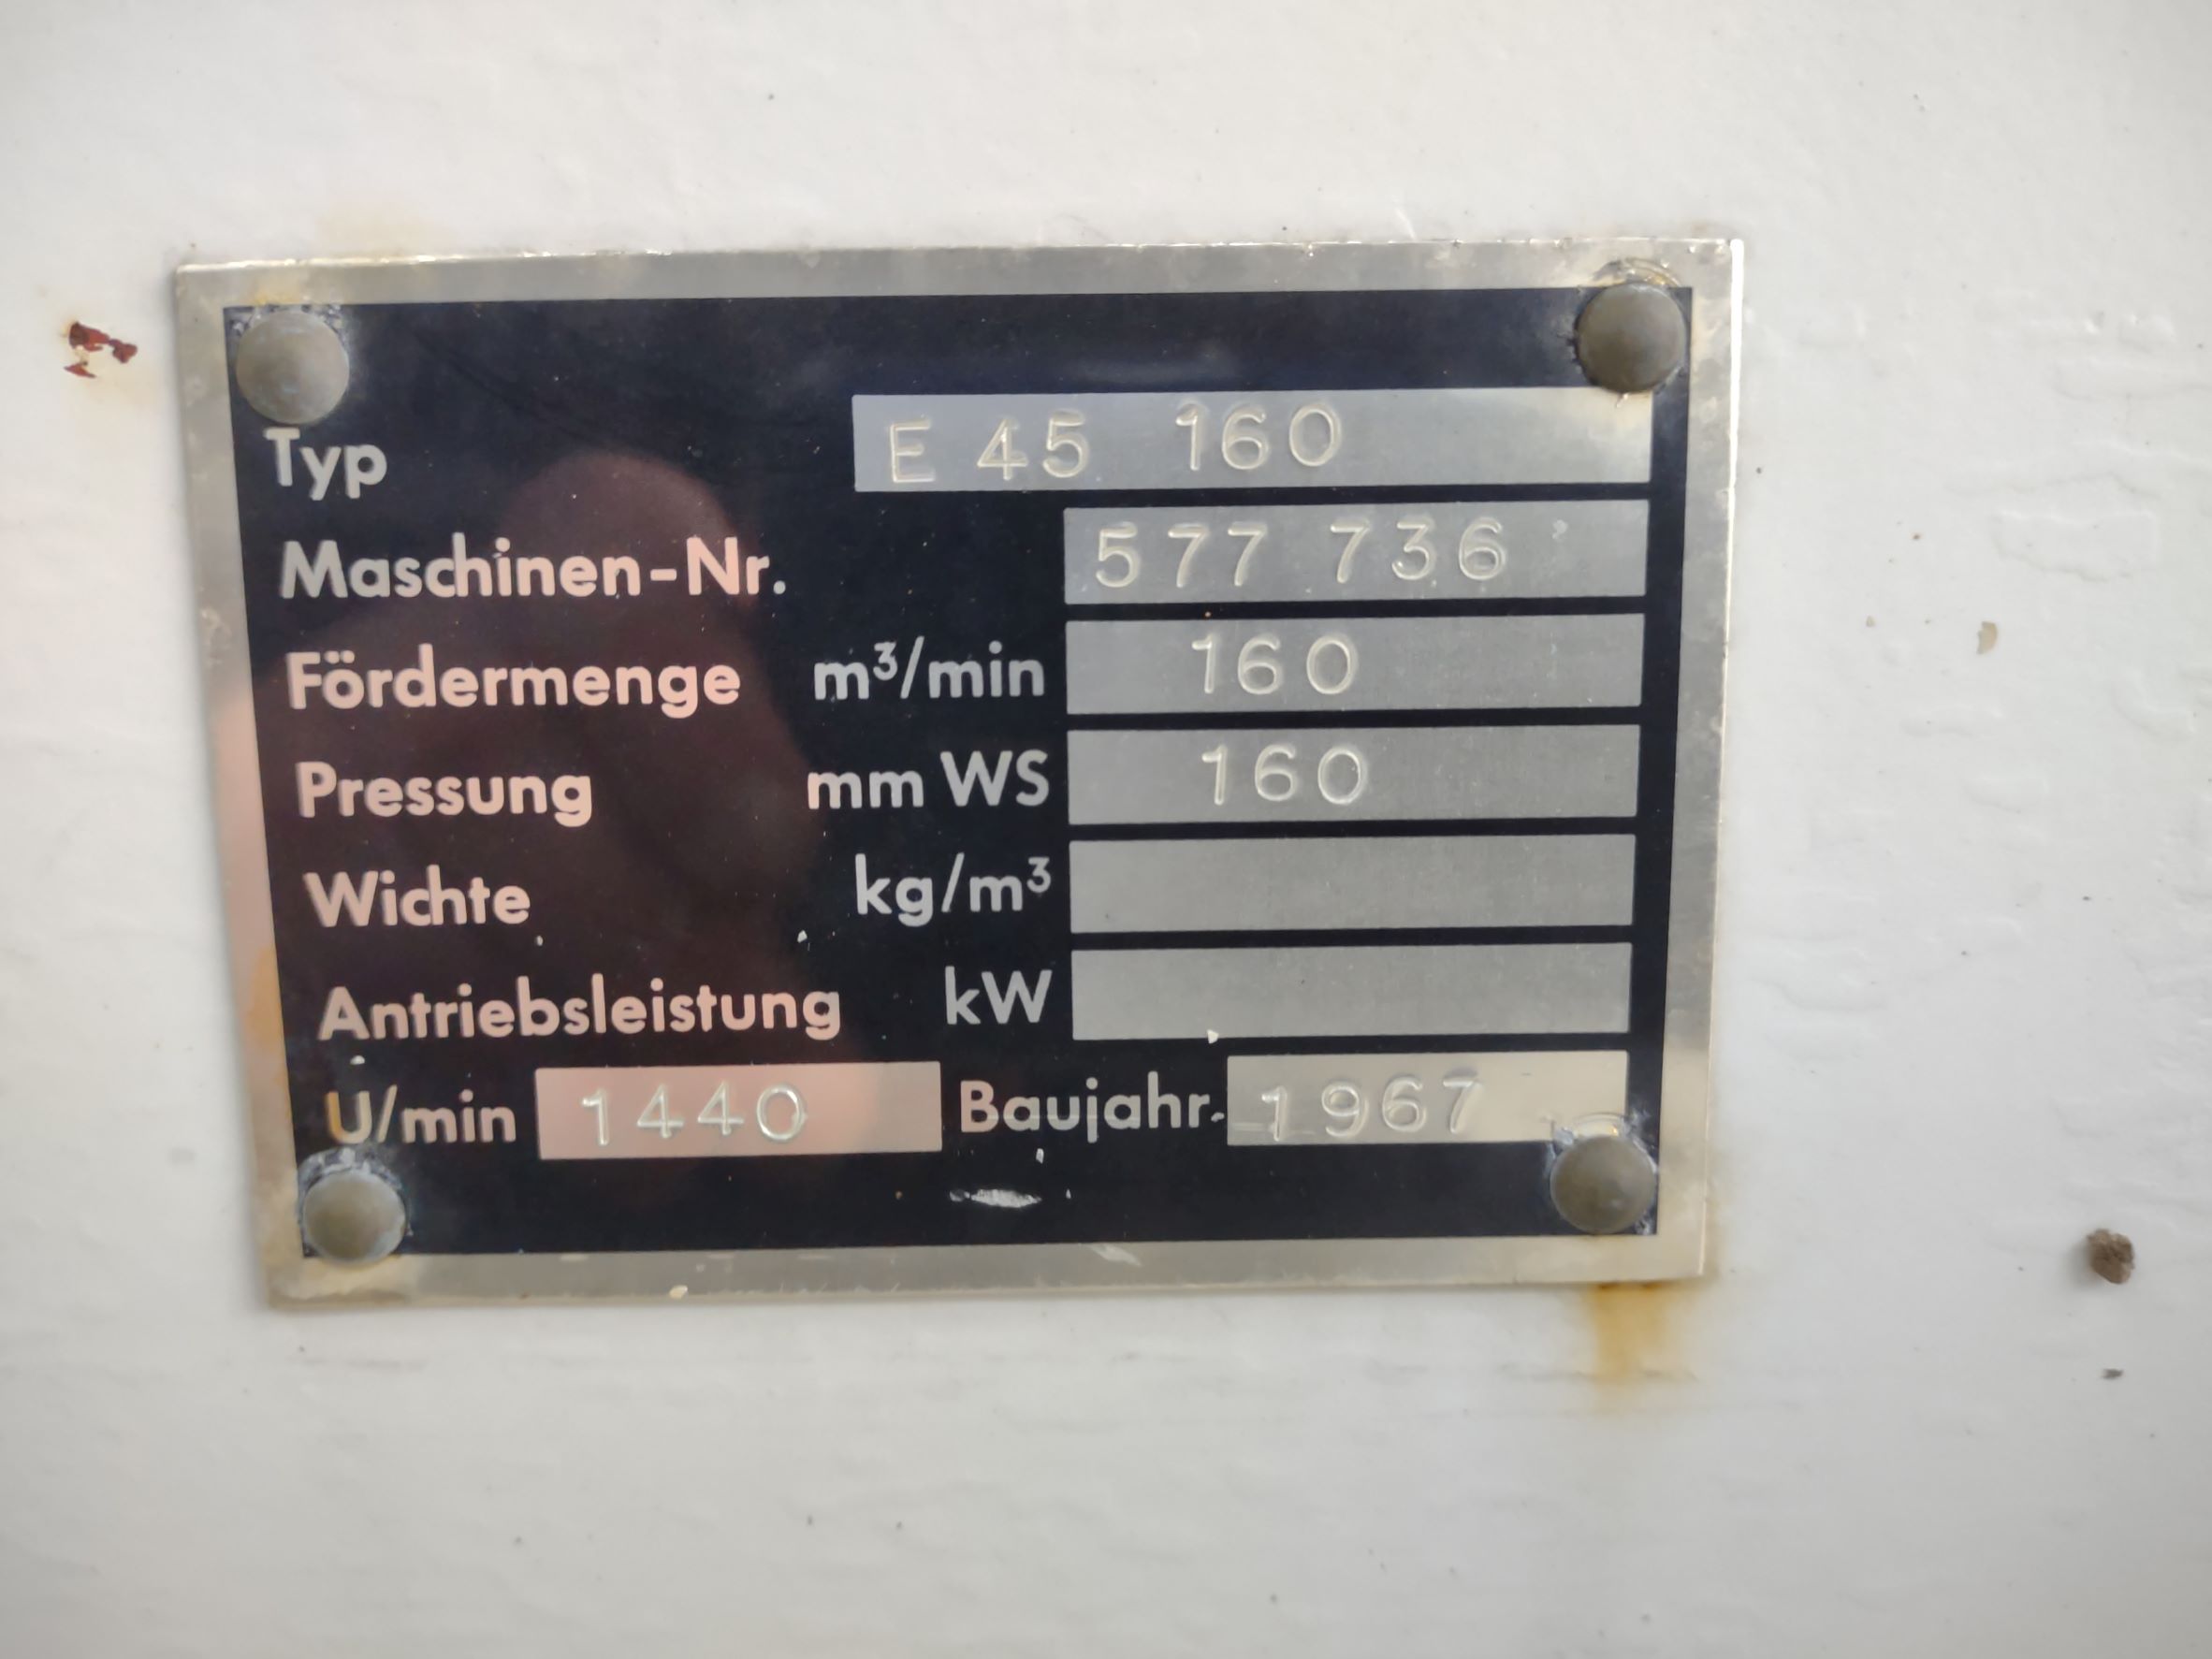 Typ E 45 160
Maschinen-Nr. 577 736
Fördermenge m³/min 160
Pressung mm WS 160
Wichte kg/m³
Antriebsleistung kW
U/min 1440 Baujahr. 1967